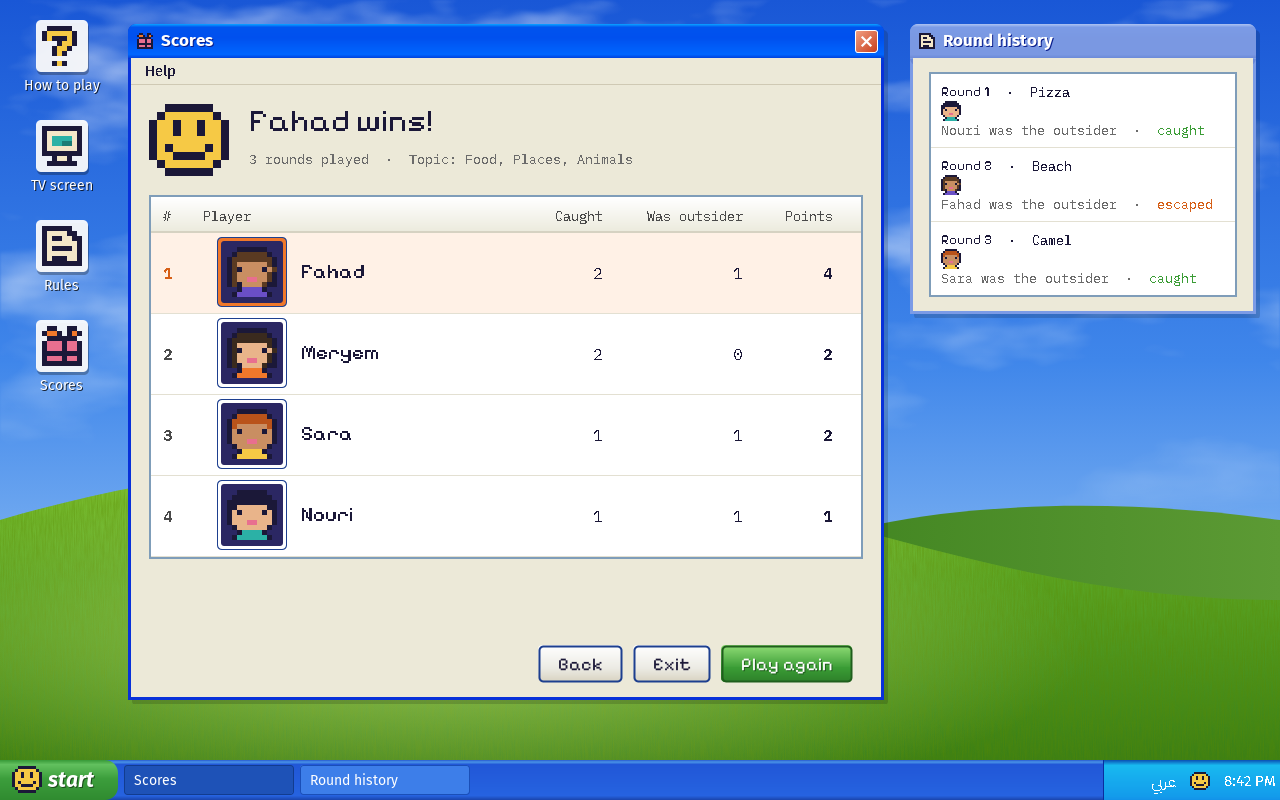 How to play
TV screen
Rules
Scores
Scores
Help
Fahad wins!
3 rounds played · Topic: Food, Places, Animals
# Player Caught Was outsider Points
1 Fahad 2 1 4
2 Meryem 2 0 2
3 Sara 1 1 2
4 Nouri 1 1 1
Back Exit Play again
Round history
Round 1 · Pizza
Nouri was the outsider · caught
Round 2 · Beach
Fahad was the outsider · escaped
Round 3 · Camel
Sara was the outsider · caught
start Scores Round history عربي 8:42 PM